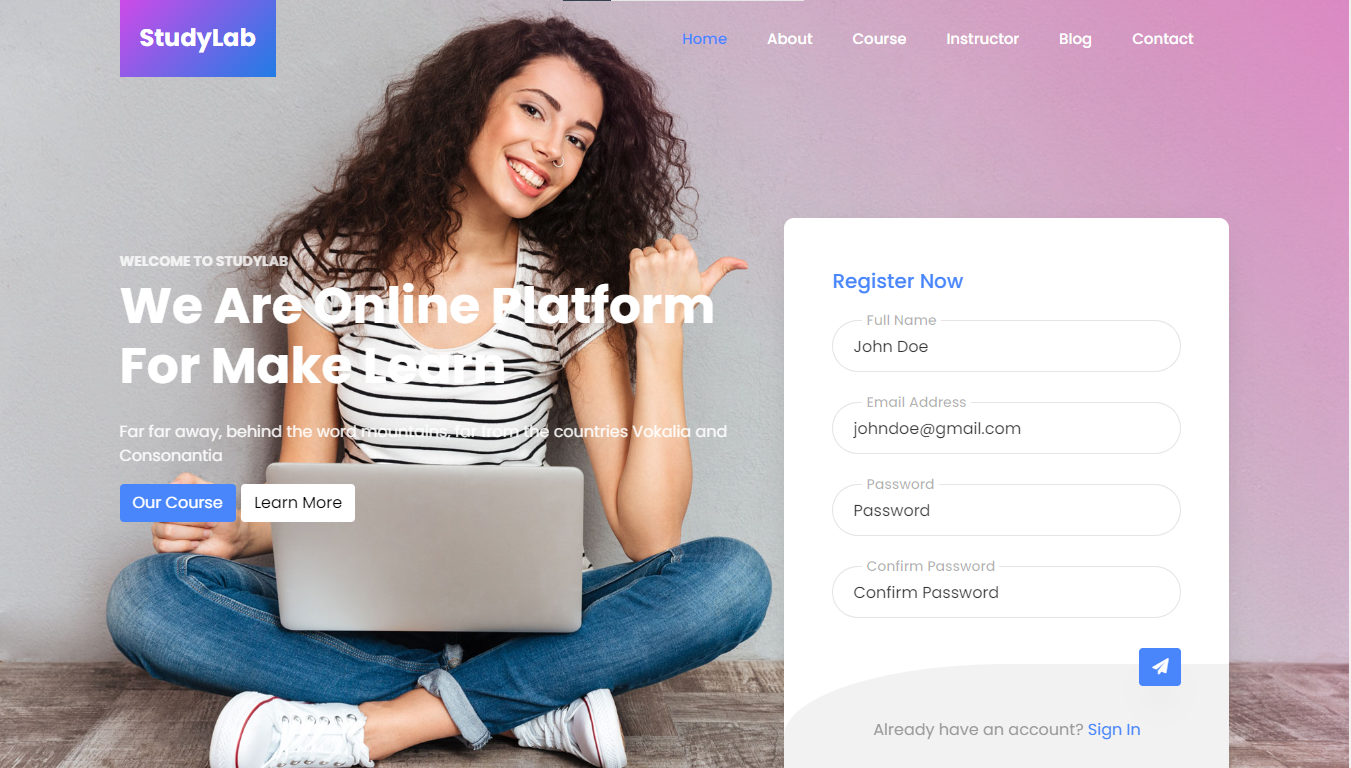 StudyLab
Home
About
Course
Instructor
Blog
Contact
WELCOME TO STUDYLAB
We Are Online Platform
For Make Learn
Far far away, behind the word mountains, far from the countries Vokalia and
Consonantia
Our Course
Learn More
Register Now
Full Name
John Doe
Email Address
johndoe@gmail.com
Password
Password
Confirm Password
Confirm Password
Already have an account? Sign In